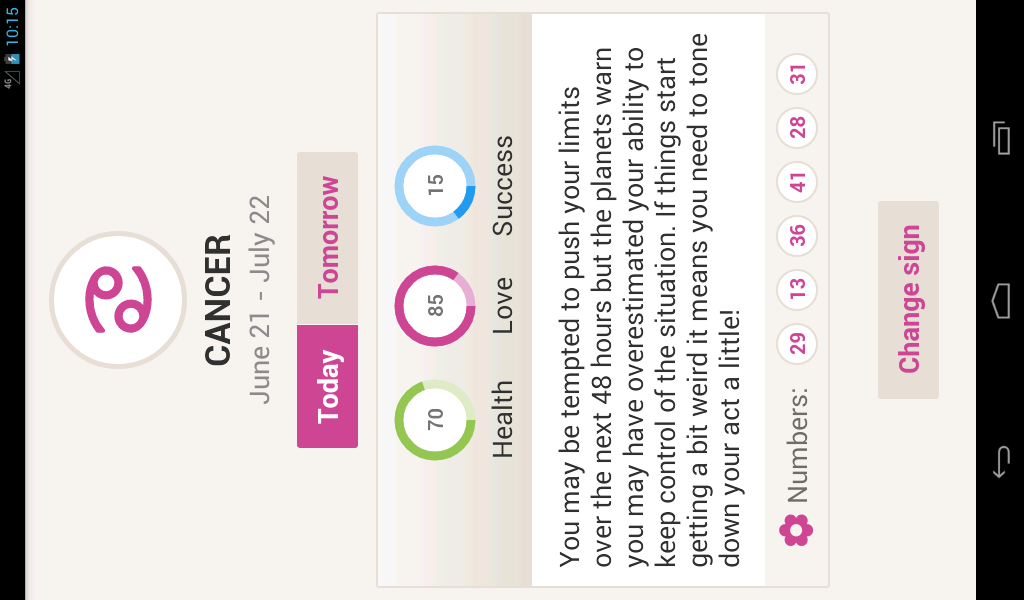 4G 10:15
CANCER
June 21 - July 22
Today Tomorrow
70 85 15
Health Love Success
You may be tempted to push your limits
over the next 48 hours but the planets warn
you may have overestimated your ability to
keep control of the situation. If things start
getting a bit weird it means you need to tone
down your act a little!
Numbers: 29 13 36 41 28 31
Change sign